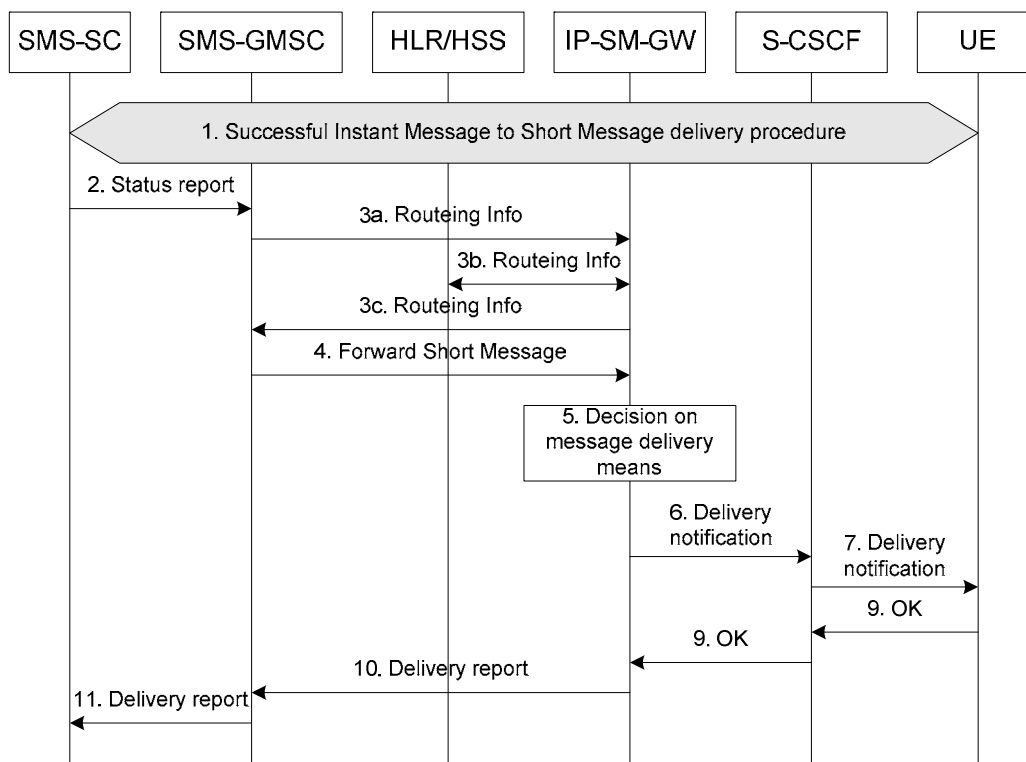 SMS-SC
SMS-GMSC
HLR/HSS
IP-SM-GW
S-CSCF
UE
1. Successful Instant Message to Short Message delivery procedure
2. Status report
3a. Routeing Info
3b. Routeing Info
3c. Routeing Info
4. Forward Short Message
5. Decision on
message delivery
means
6. Delivery
notification
7. Delivery
notification
9. OK
9. OK
10. Delivery report
11. Delivery report